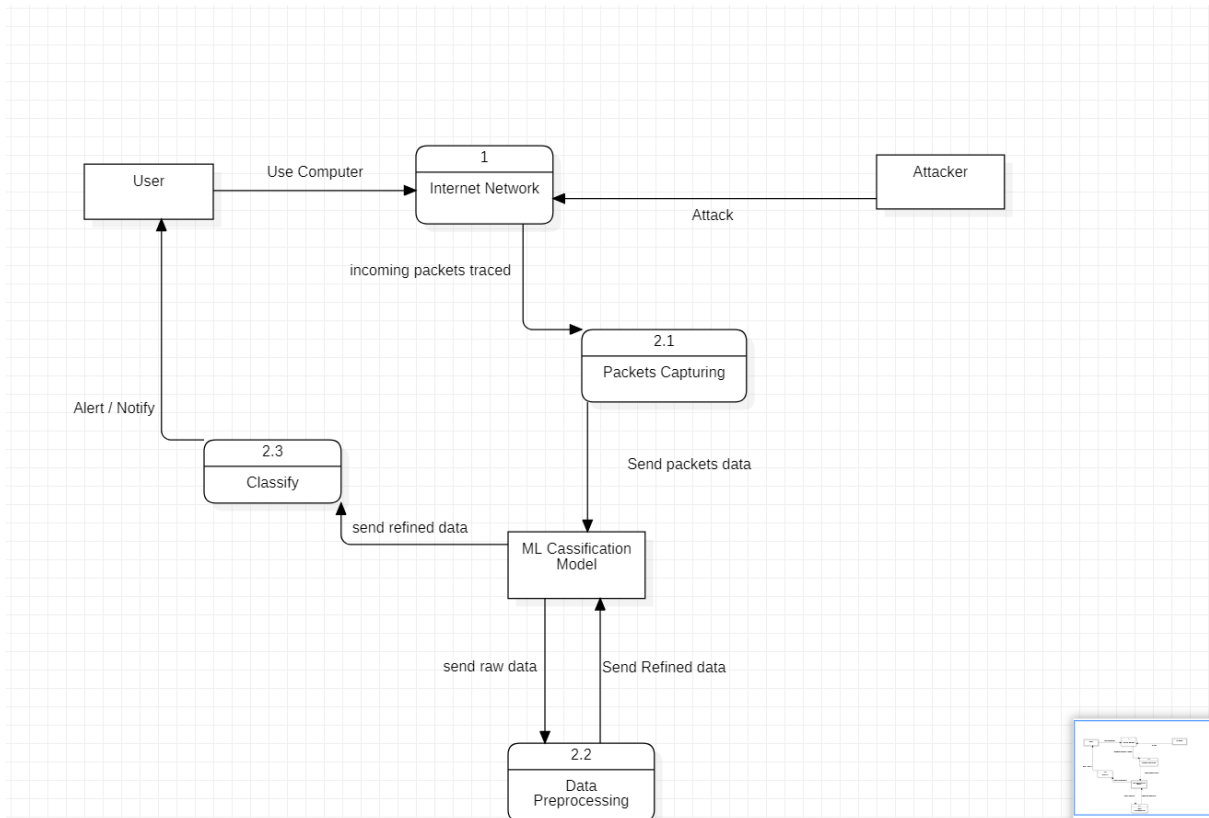 1
User
Use Computer
Internet Network
Attacker
Attack
incoming packets traced
2.1
Packets Capturing
Alert / Notify
2.3
Classify
Send packets data
send refined data
ML Cassification
Model
send raw data
Send Refined data
2.2
Data
Preprocessing